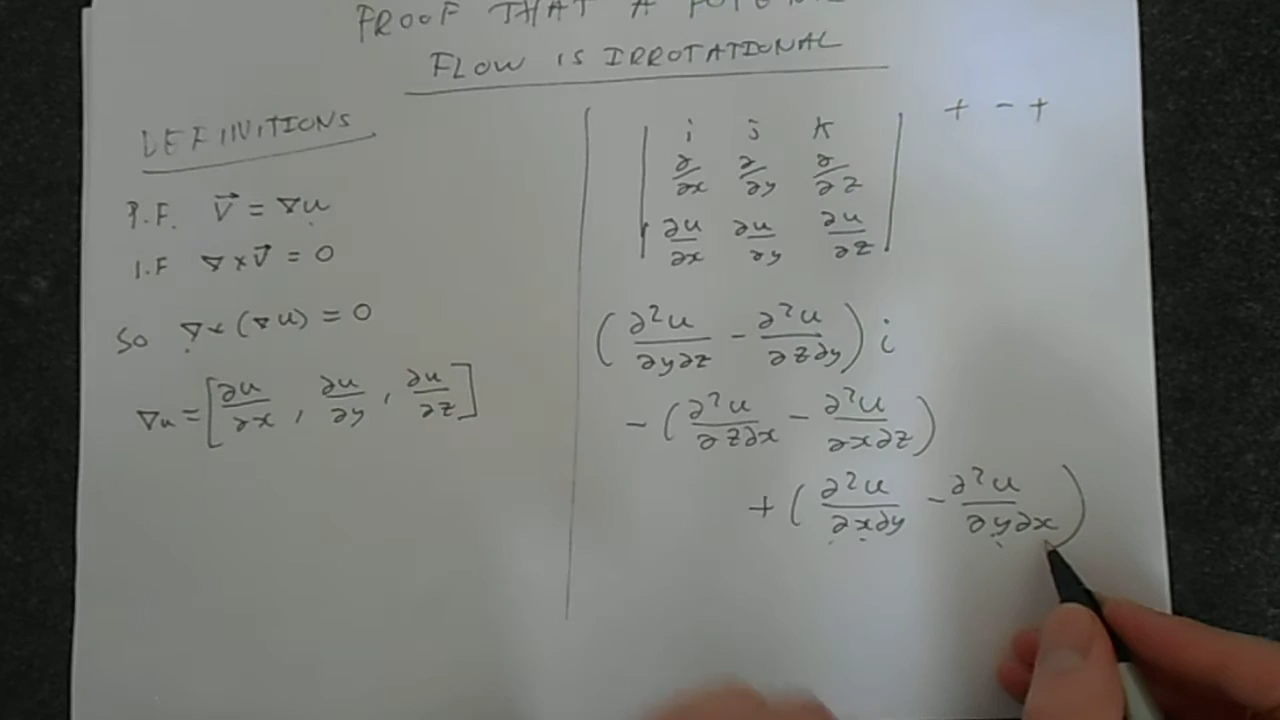 PROOF THAT A
FLOW IS IRROTATIONAL
DEFINITIONS
P.F. V⃗ = ∇u
I.F ∇×V⃗ = 0
So ∇×(∇u) = 0
∇u = [∂u/∂x, ∂u/∂y, ∂u/∂z]
+ - +
| i j k |
| ∂/∂x ∂/∂y ∂/∂z |
| ∂u/∂x ∂u/∂y ∂u/∂z |
(∂²u/∂y∂z - ∂²u/∂z∂y) i
- (∂²u/∂z∂x - ∂²u/∂x∂z)
+ (∂²u/∂x∂y - ∂²u/∂y∂x)